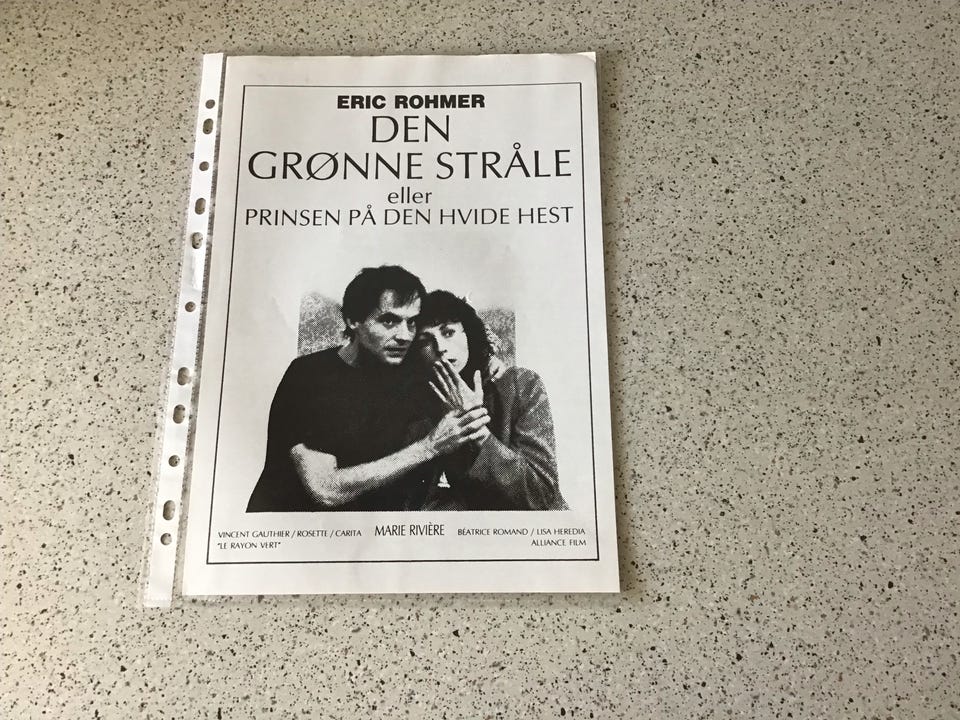 ERIC ROHMER
DEN
GRØNNE STRÅLE
eller
PRINSEN PÅ DEN HVIDE HEST
VINCENT GAUTHIER / ROSETTE / CARITA MARIE RIVIÈRE BÉATRICE ROMAND / LISA HEREDIA
"LE RAYON VERT" ALLIANCE FILM